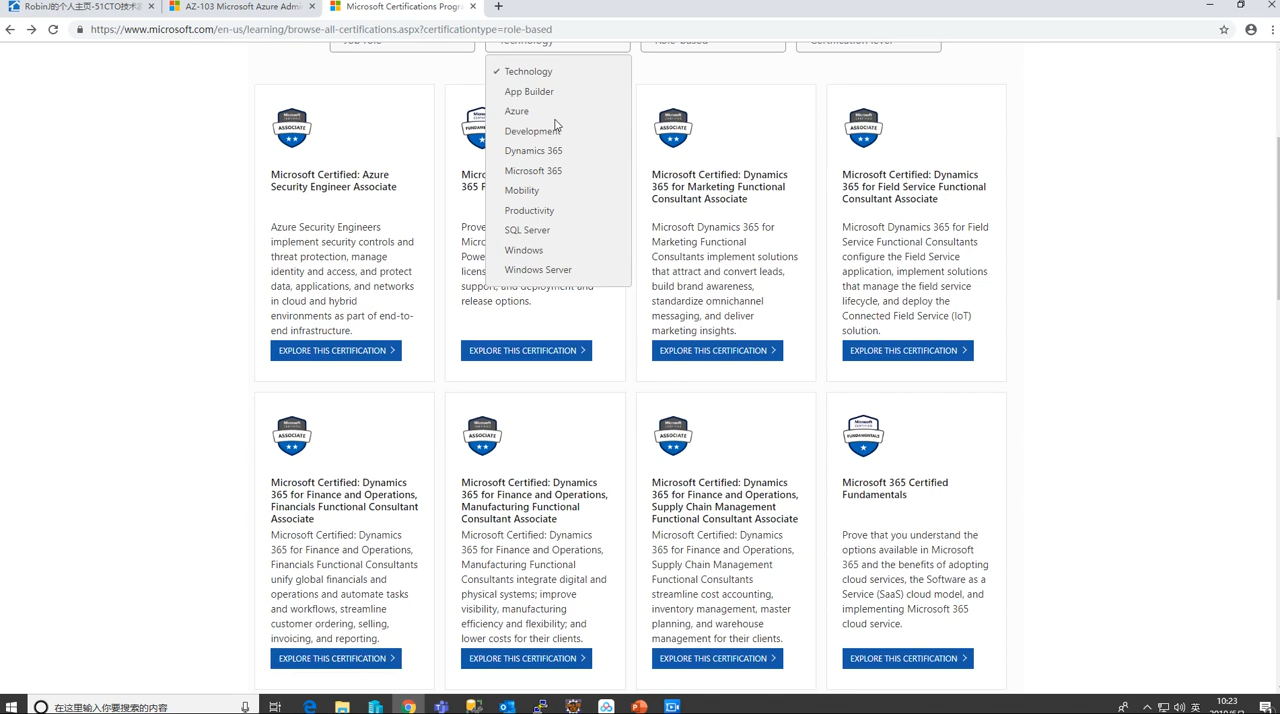 RobinJ的个人主页-51CTO技术
AZ-103 Microsoft Azure Admi
Microsoft Certifications Progr
https://www.microsoft.com/en-us/learning/browse-all-certifications.aspx?certificationtype=role-based
Technology
App Builder
Azure
Development
Dynamics 365
Microsoft 365
Mobility
Productivity
SQL Server
Windows
Windows Server
ASSOCIATE
ASSOCIATE
ASSOCIATE
Microsoft Certified: Azure
Security Engineer Associate
Azure Security Engineers
implement security controls and
threat protection, manage
identity and access, and protect
data, applications, and networks
in cloud and hybrid
environments as part of end-to-
end infrastructure.
EXPLORE THIS CERTIFICATION >
release options.
EXPLORE THIS CERTIFICATION >
Microsoft Certified: Dynamics
365 for Marketing Functional
Consultant Associate
Microsoft Dynamics 365 for
Marketing Functional
Consultants implement solutions
that attract and convert leads,
build brand awareness,
standardize omnichannel
messaging, and deliver
marketing insights.
EXPLORE THIS CERTIFICATION >
Microsoft Certified: Dynamics
365 for Field Service Functional
Consultant Associate
Microsoft Dynamics 365 for Field
Service Functional Consultants
configure the Field Service
application, implement solutions
that manage the field service
lifecycle, and deploy the
Connected Field Service (IoT)
solution.
EXPLORE THIS CERTIFICATION >
ASSOCIATE
Microsoft Certified: Dynamics
365 for Finance and Operations,
Financials Functional Consultant
Associate
Microsoft Certified: Dynamics
365 for Finance and Operations,
Financials Functional Consultants
unify global financials and
operations and automate tasks
and workflows, streamline
customer ordering, selling,
invoicing, and reporting.
EXPLORE THIS CERTIFICATION >
ASSOCIATE
Microsoft Certified: Dynamics
365 for Finance and Operations,
Manufacturing Functional
Consultant Associate
Microsoft Certified: Dynamics
365 for Finance and Operations,
Manufacturing Functional
Consultants integrate digital and
physical systems; improve
visibility, manufacturing
efficiency and flexibility; and
lower costs for their clients.
EXPLORE THIS CERTIFICATION >
ASSOCIATE
Microsoft Certified: Dynamics
365 for Finance and Operations,
Supply Chain Management
Functional Consultant Associate
Microsoft Certified: Dynamics
365 for Finance and Operations,
Supply Chain Management
Functional Consultants
streamline cost accounting,
inventory management, master
planning, and warehouse
management for their clients.
EXPLORE THIS CERTIFICATION >
FUNDAMENTALS
Microsoft 365 Certified
Fundamentals
Prove that you understand the
options available in Microsoft
365 and the benefits of adopting
cloud services, the Software as a
Service (SaaS) cloud model, and
implementing Microsoft 365
cloud service.
EXPLORE THIS CERTIFICATION >
在这里输入你要搜索的内容
英
10:23